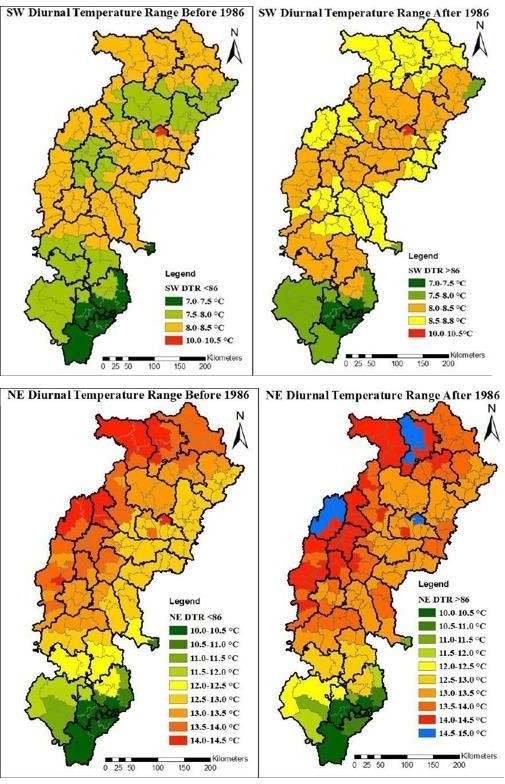 SW Diurnal Temperature Range Before 1986
N
Legend
SW DTR <86
7.0-7.5 °C
7.5-8.0 °C
8.0-8.5 °C
10.0-10.5 °C
Kilometers
0 25 50 100 150 200
SW Diurnal Temperature Range After 1986
N
Legend
SW DTR >86
7.0-7.5 °C
7.5-8.0 °C
8.0-8.5 °C
8.5-8.8 °C
10.0-10.5°C
Kilometers
0 25 50 100 150 200
NE Diurnal Temperature Range Before 1986
N
Legend
NE DTR <86
10.0-10.5 °C
10.5-11.0 °C
11.0-11.5 °C
11.5-12.0 °C
12.0-12.5 °C
12.5-13.0 °C
13.0-13.5 °C
13.5-14.0 °C
14.0-14.5 °C
Kilometers
0 25 50 100 150 200
NE Diurnal Temperature Range After 1986
N
Legend
NE DTR >86
10.0-10.5 °C
10.5-11.0 °C
11.0-11.5 °C
11.5-12.0 °C
12.0-12.5 °C
12.5-13.0 °C
13.0-13.5 °C
13.5-14.0 °C
14.0-14.5 °C
14.5-15.0 °C
Kilometers
0 25 50 100 150 200